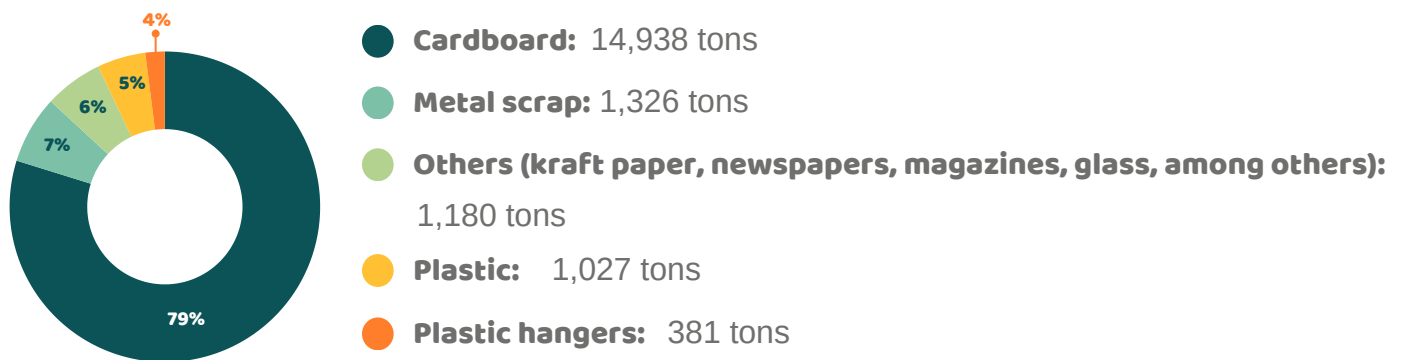 4%
5%
6%
7%
79%
Cardboard: 14,938 tons
Metal scrap: 1,326 tons
Others (kraft paper, newspapers, magazines, glass, among others):
1,180 tons
Plastic: 1,027 tons
Plastic hangers: 381 tons